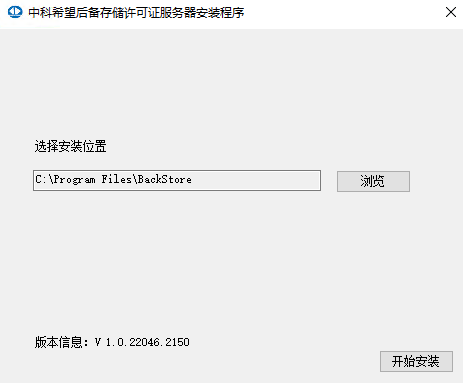 中科希望后备存储许可证服务器安装程序
选择安装位置
C:\Program Files\BackStore
浏览
版本信息：V 1.0.22046.2150
开始安装